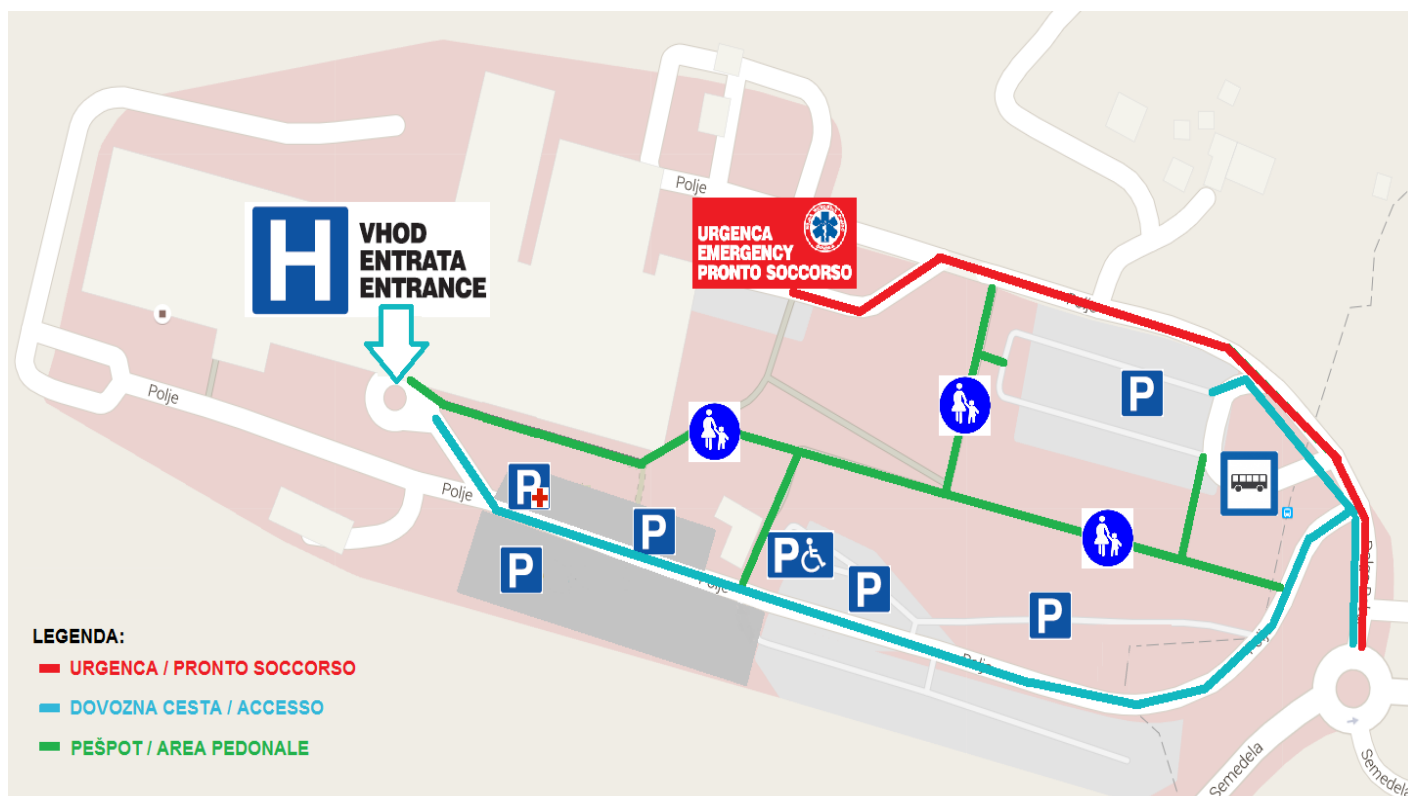 Polje
H
VHOD
ENTRATA
ENTRANCE
URGENCA
EMERGENCY
PRONTO SOCCORSO
Polje
Polje
P
Polje
P
P
P
P
P
Polje
P
Polje
Polje
LEGENDA:
URGENCA / PRONTO SOCCORSO
DOVOZNA CESTA / ACCESSO
PEŠPOT / AREA PEDONALE
Semedela
Semedela